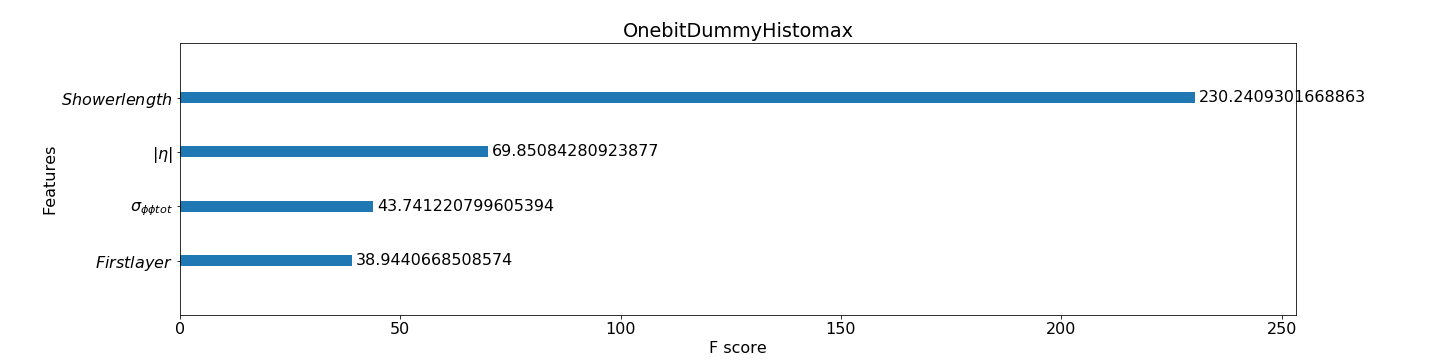 OnebitDummyHistomax
Features
Showerlength
230.2409301668863
|η|
69.85084280923877
σϕϕtot
43.741220799605394
Firstlayer
38.9440668508574
0 50 100 150 200 250
F score